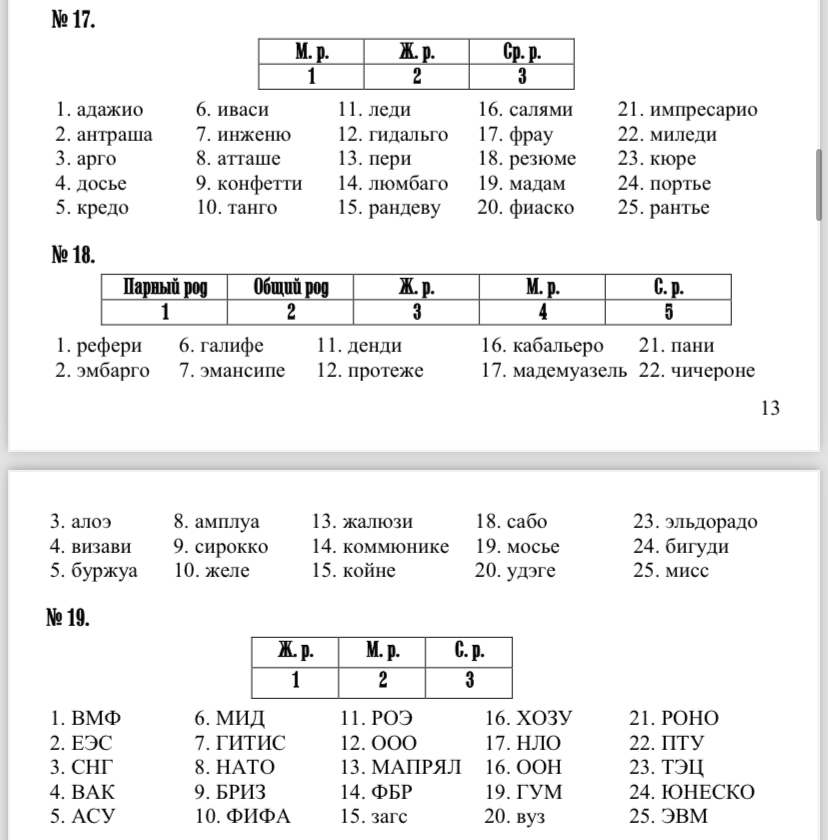 № 17.
М. р. Ж. р. Ср. р.
1 2 3
1. адажио 6. иваси 11. леди 16. салями 21. импресарио
2. антраша 7. инженю 12. гидальго 17. фрау 22. миледи
3. арго 8. атташе 13. пери 18. резюме 23. кюре
4. досье 9. конфетти 14. люмбаго 19. мадам 24. портье
5. кредо 10. танго 15. рандеву 20. фиаско 25. рантье
№ 18.
Парный род Общий род Ж. р. М. р. С. р.
1 2 3 4 5
1. рефери 6. галифе 11. денди 16. кабальеро 21. пани
2. эмбарго 7. эмансипе 12. протеже 17. мадемуазель 22. чичероне
13
3. алоэ 8. амплуа 13. жалюзи 18. сабо 23. эльдорадо
4. визави 9. сирокко 14. коммюнике 19. мосье 24. бигуди
5. буржуа 10. желе 15. койне 20. удэге 25. мисс
№ 19.
Ж. р. М. р. С. р.
1 2 3
1. ВМФ 6. МИД 11. РОЭ 16. ХОЗУ 21. РОНО
2. ЕЭС 7. ГИТИС 12. ООО 17. НЛО 22. ПТУ
3. СНГ 8. НАТО 13. МАПРЯЛ 16. ООН 23. ТЭЦ
4. ВАК 9. БРИЗ 14. ФБР 19. ГУМ 24. ЮНЕСКО
5. АСУ 10. ФИФА 15. загс 20. вуз 25. ЭВМ